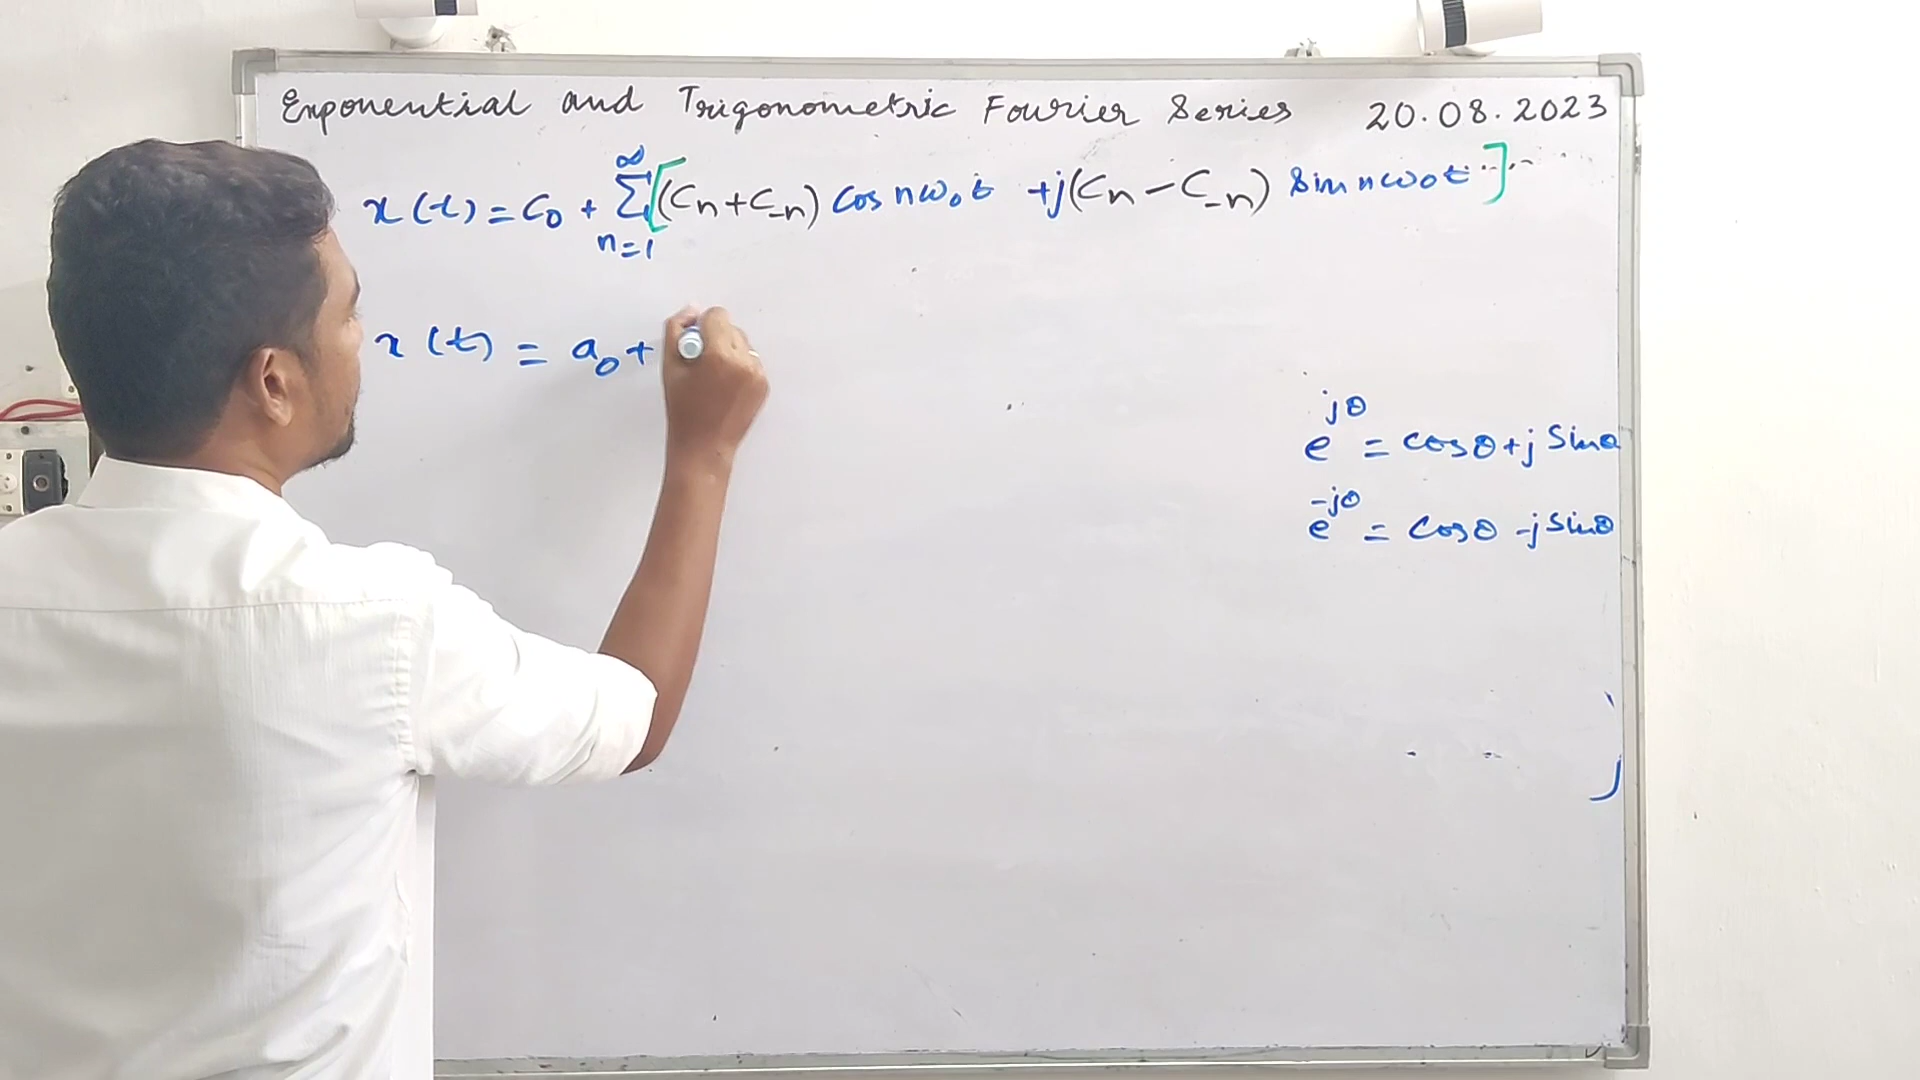 Exponential and Trigonometric Fourier Series 20.08.2023
x(t) = C₀ + ∑_{n=1}^{∞} [(Cn + C₋n) Cos nω₀t + j(Cn − C₋n) Sin nω₀t]
x(t) = a₀ +
e^{jθ} = cosθ + j Sinθ
e^{-jθ} = Cosθ - j Sinθ